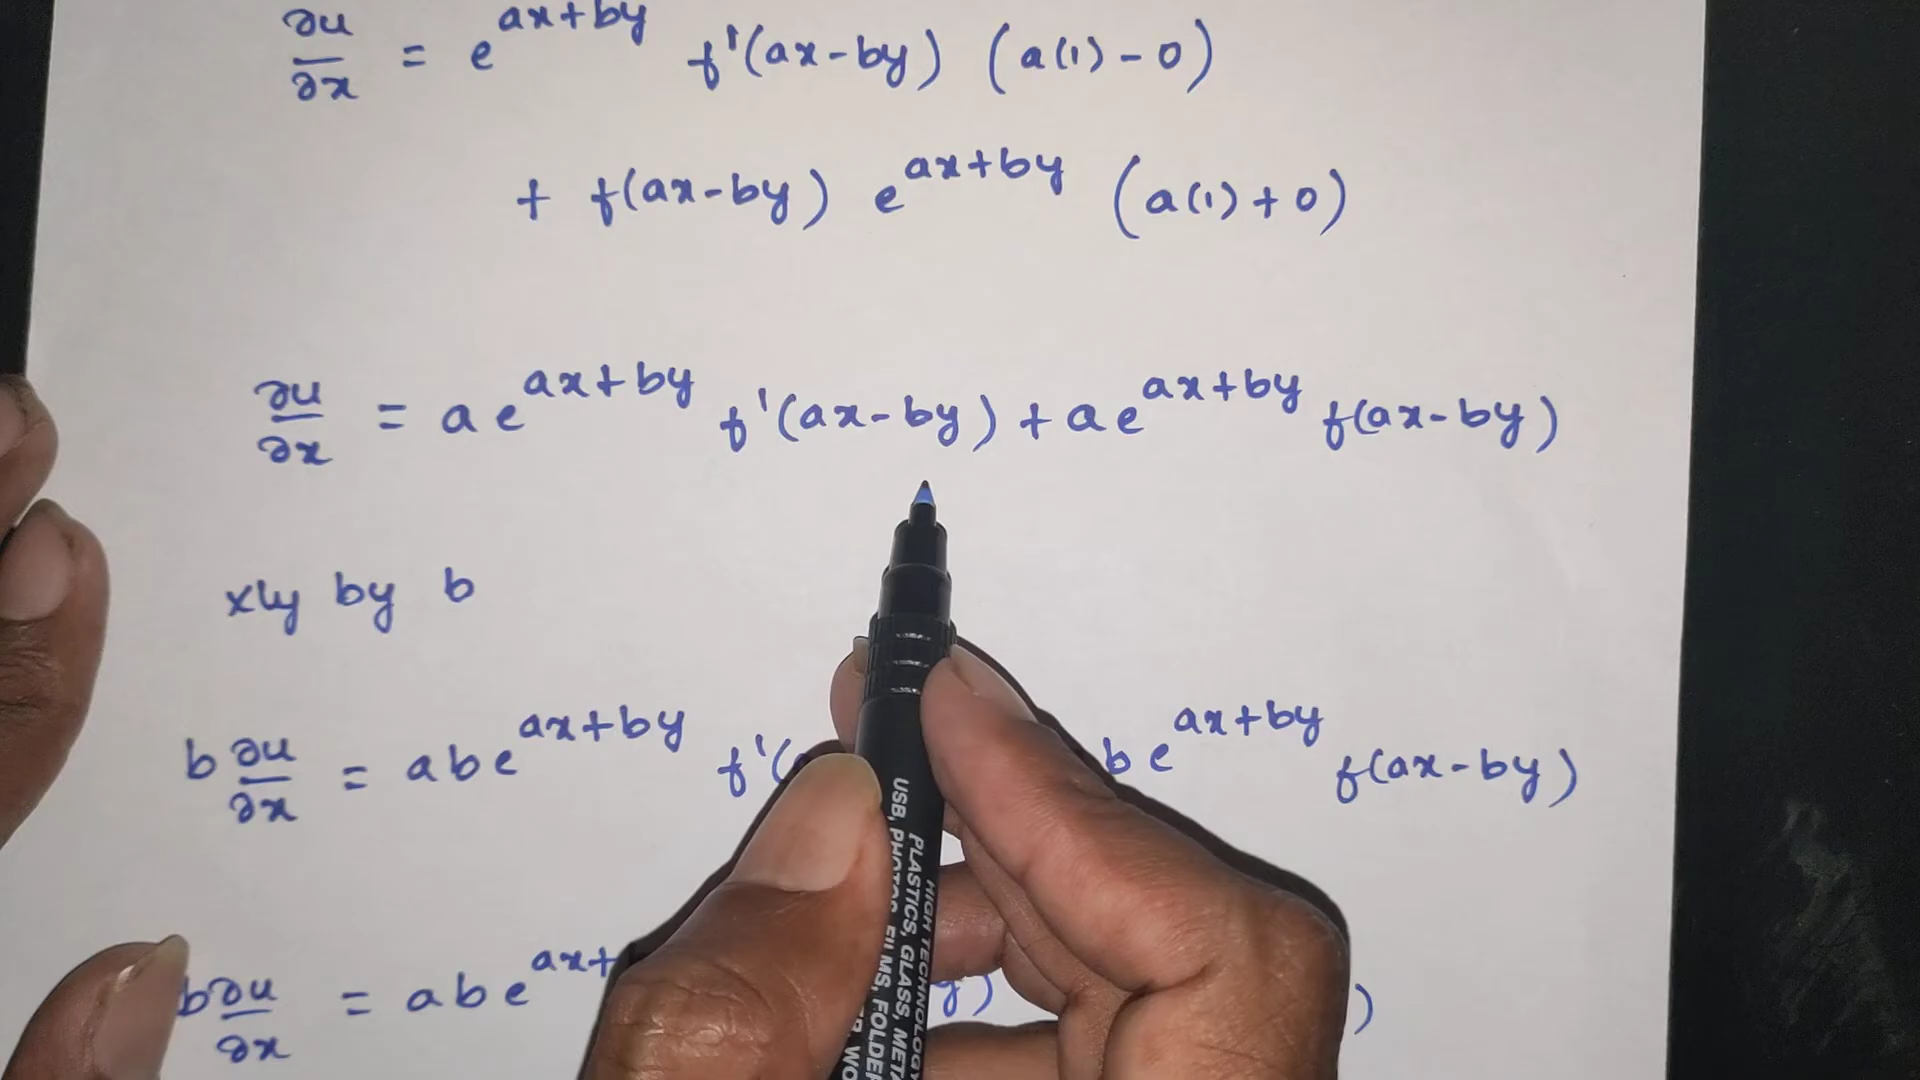 ∂u/∂x = e^(ax+by) f'(ax-by) (a(1)-0)
+ f(ax-by) e^(ax+by) (a(1)+0)
∂u/∂x = a e^(ax+by) f'(ax-by) + a e^(ax+by) f(ax-by)
xly by b
b ∂u/∂x = a b e^(ax+by) f'( b e^(ax+by) f(ax-by)
b ∂u/∂x = a b e^(ax+ y) )
HIGH TECHNOLOGY
PLASTICS, GLASS, META
USB, PHOTOS, FILMS, FOLDER